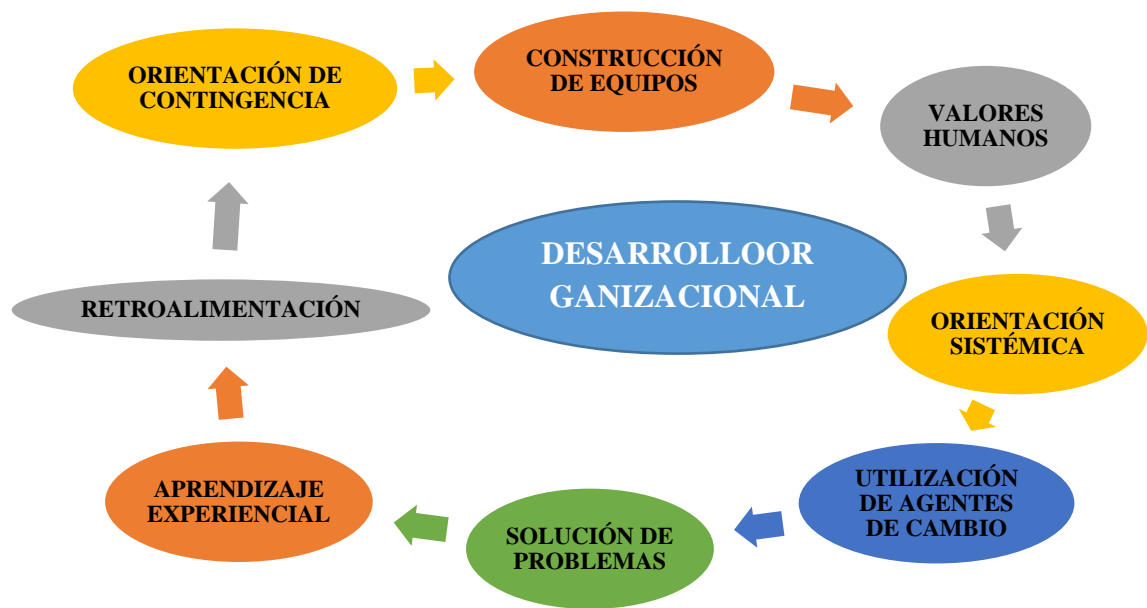 ORIENTACIÓN DE
CONTINGENCIA
CONSTRUCCIÓN
DE EQUIPOS
VALORES
HUMANOS
DESARROLLOOR
GANIZACIONAL
RETROALIMENTACIÓN
ORIENTACIÓN
SISTÉMICA
APRENDIZAJE
EXPERIENCIAL
SOLUCIÓN DE
PROBLEMAS
UTILIZACIÓN
DE AGENTES
DE CAMBIO